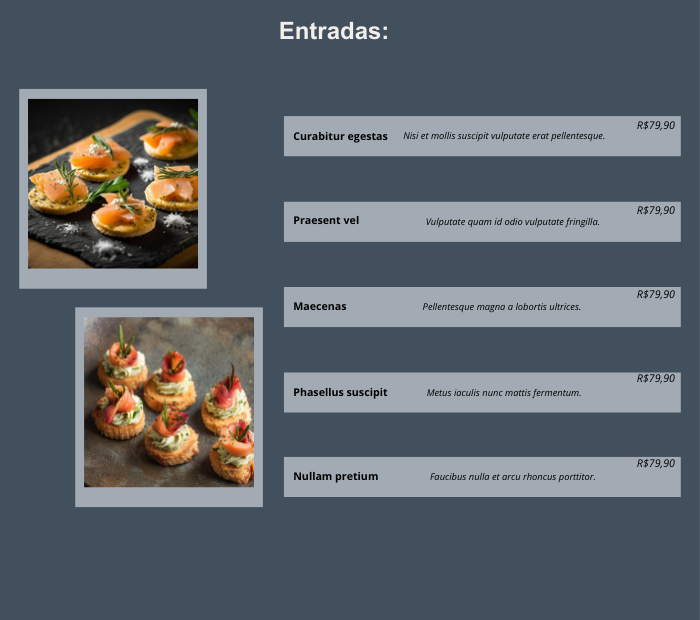 Entradas:
Curabitur egestas Nisi et mollis suscipit vulputate erat pellentesque. R$79,90
Praesent vel Vulputate quam id odio vulputate fringilla. R$79,90
Maecenas Pellentesque magna a lobortis ultrices. R$79,90
Phasellus suscipit Metus iaculis nunc mattis fermentum. R$79,90
Nullam pretium Faucibus nulla et arcu rhoncus porttitor. R$79,90